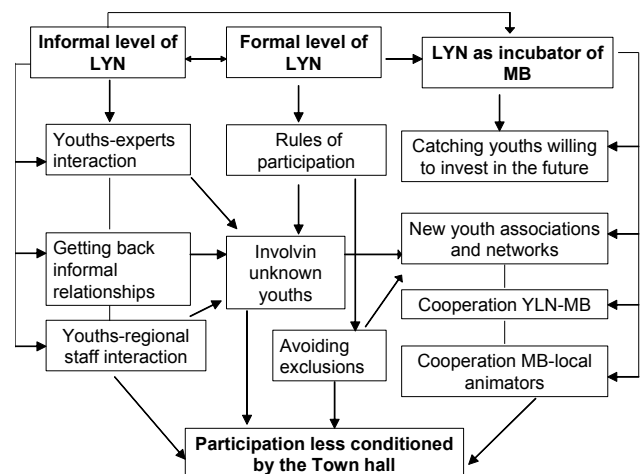 Informal level of
LYN
Formal level of
LYN
LYN as incubator of
MB
Youths-experts
interaction
Rules of
participation
Catching youths willing
to invest in the future
Getting back
informal
relationships
Involvin
unknown
youths
New youth associations
and networks
Cooperation YLN-MB
Youths-regional
staff interaction
Avoiding
exclusions
Cooperation MB-local
animators
Participation less conditioned
by the Town hall